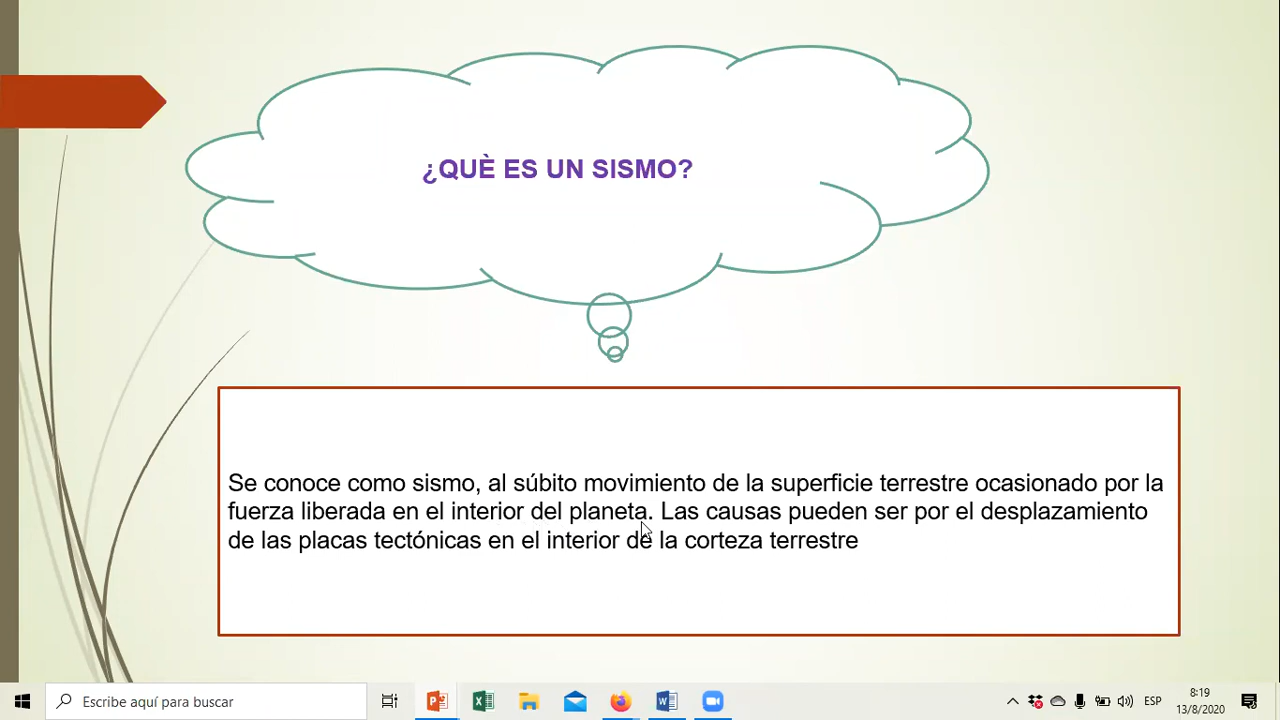 ¿QUÈ ES UN SISMO?
Se conoce como sismo, al súbito movimiento de la superficie terrestre ocasionado por la
fuerza liberada en el interior del planeta. Las causas pueden ser por el desplazamiento
de las placas tectónicas en el interior de la corteza terrestre
Escribe aquí para buscar
ESP
8:19
13/8/2020